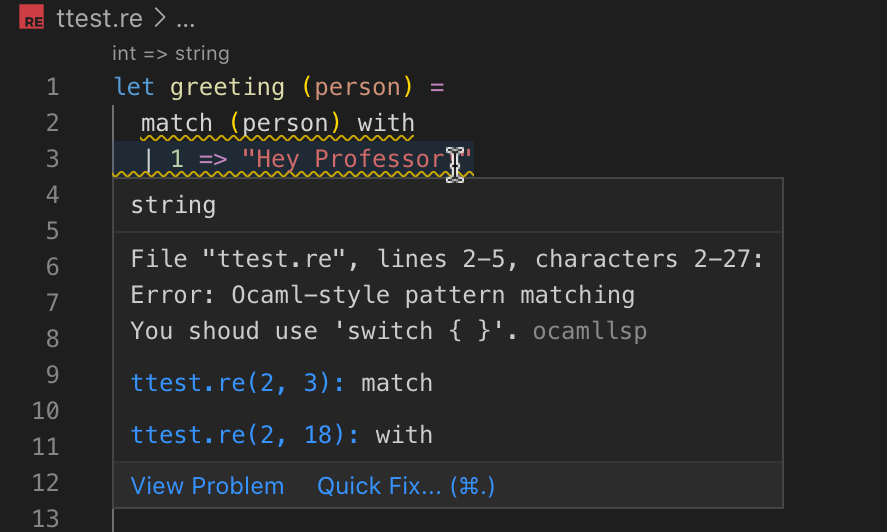 RE ttest.re > ...
int => string
1 let greeting (person) =
2 match (person) with
3 | 1 => "Hey Professor"
4
5
6
7
8
9
10
11
12
13
string
File "ttest.re", lines 2-5, characters 2-27:
Error: Ocaml-style pattern matching
You shoud use 'switch { }'. ocamllsp
ttest.re(2, 3): match
ttest.re(2, 18): with
View Problem Quick Fix... (⌘.)